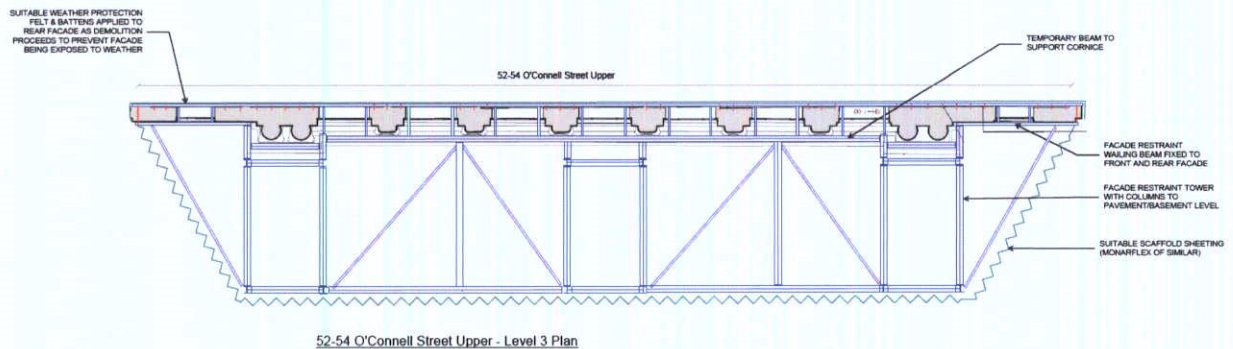 SUITABLE WEATHER PROTECTION
FELT & BATTENS APPLIED TO
REAR FACADE AS DEMOLITION
PROCEEDS TO PREVENT FACADE
BEING EXPOSED TO WEATHER
TEMPORARY BEAM TO
SUPPORT CORNICE
52-54 O'Connell Street Upper
FACADE RESTRAINT
WAILING BEAM FIXED TO
FRONT AND REAR FACADE
FACADE RESTRAINT TOWER
WITH COLUMNS TO
PAVEMENT/BASEMENT LEVEL
SUITABLE SCAFFOLD SHEETING
(MONARFLEX OF SIMILAR)
52-54 O'Connell Street Upper - Level 3 Plan